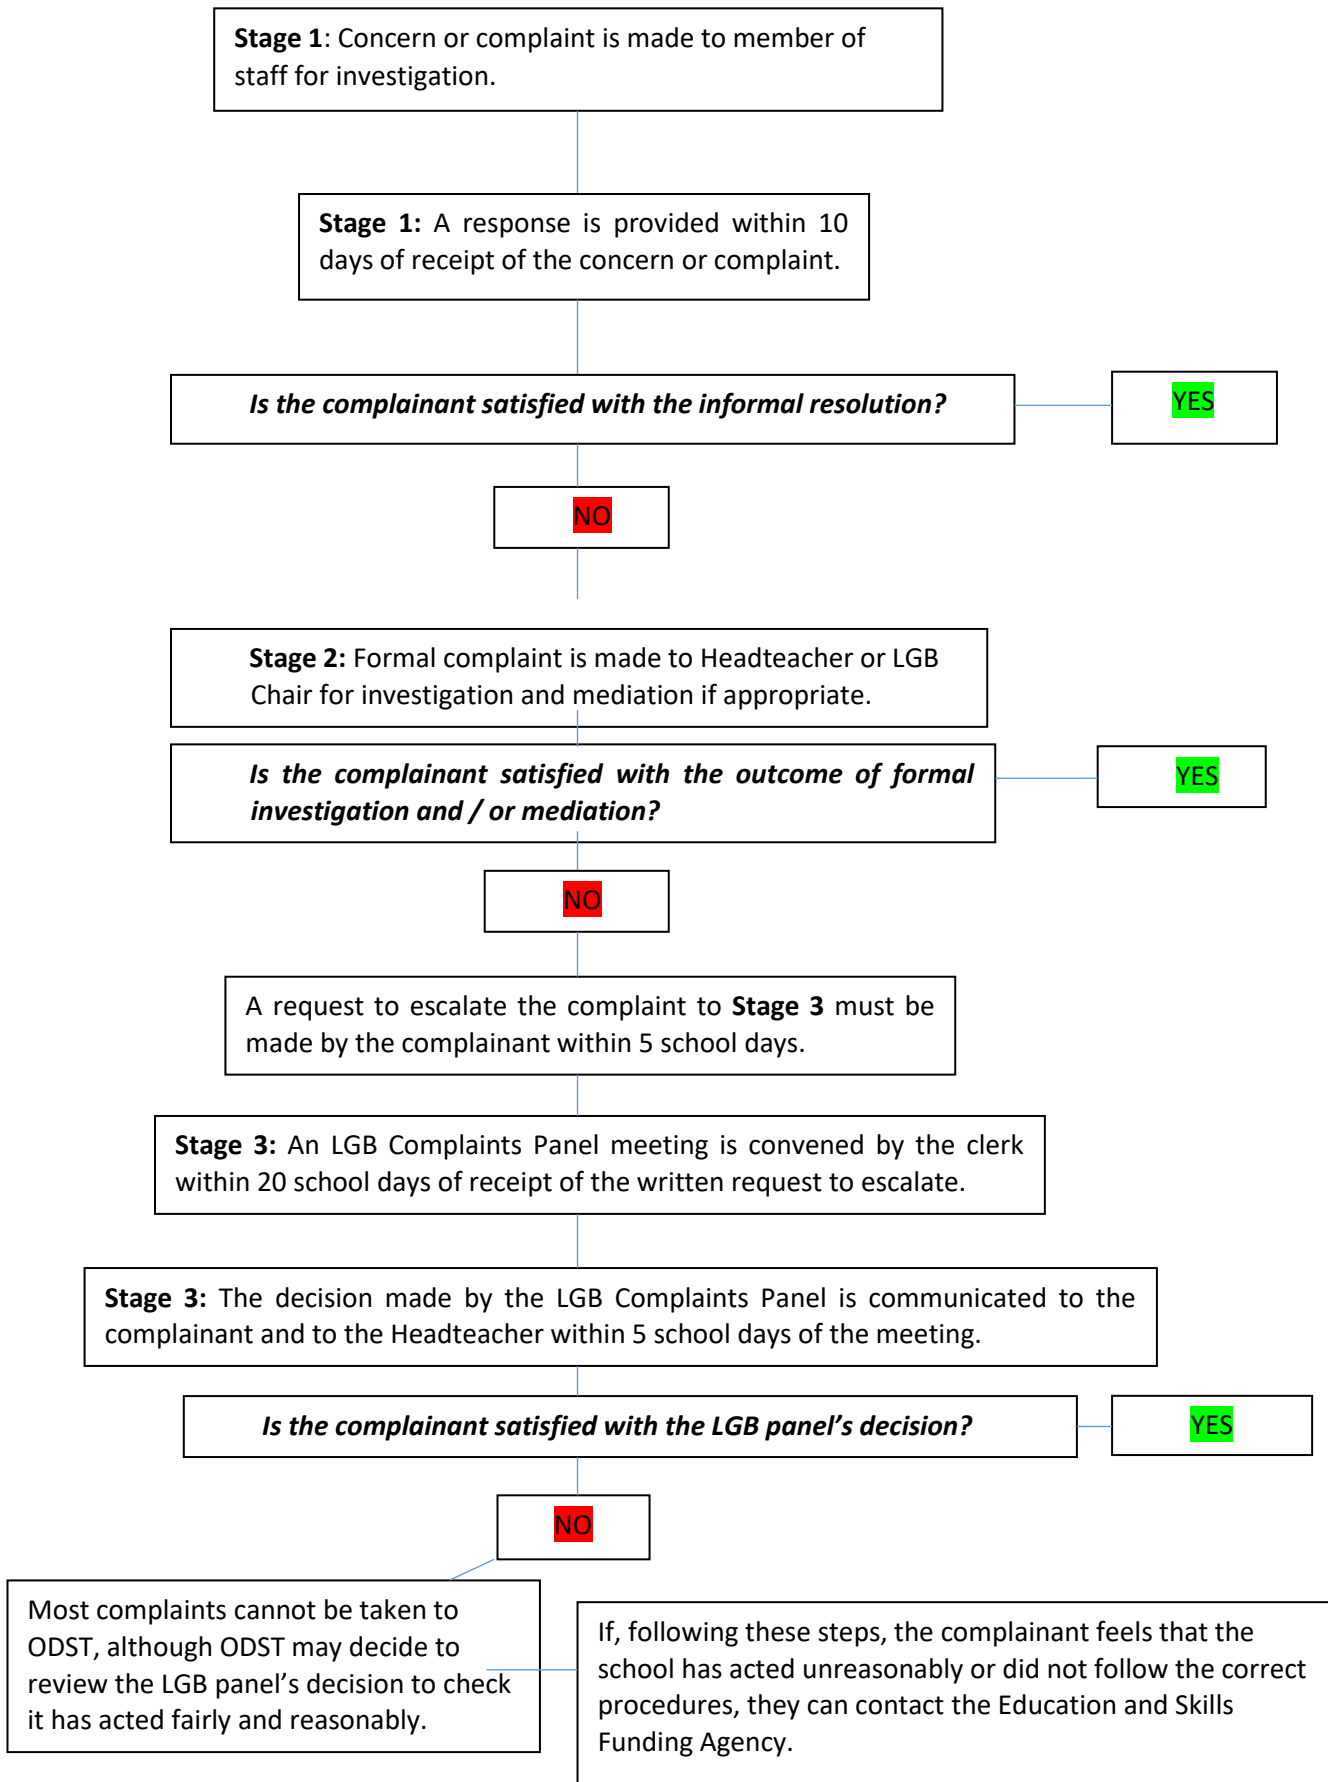 Stage 1: Concern or complaint is made to member of
staff for investigation.
Stage 1: A response is provided within 10
days of receipt of the concern or complaint.
Is the complainant satisfied with the informal resolution?
YES
NO
Stage 2: Formal complaint is made to Headteacher or LGB
Chair for investigation and mediation if appropriate.
Is the complainant satisfied with the outcome of formal
investigation and / or mediation?
YES
NO
A request to escalate the complaint to Stage 3 must be
made by the complainant within 5 school days.
Stage 3: An LGB Complaints Panel meeting is convened by the clerk
within 20 school days of receipt of the written request to escalate.
Stage 3: The decision made by the LGB Complaints Panel is communicated to the
complainant and to the Headteacher within 5 school days of the meeting.
Is the complainant satisfied with the LGB panel’s decision?
YES
NO
Most complaints cannot be taken to
ODST, although ODST may decide to
review the LGB panel’s decision to check
it has acted fairly and reasonably.
If, following these steps, the complainant feels that the
school has acted unreasonably or did not follow the correct
procedures, they can contact the Education and Skills
Funding Agency.